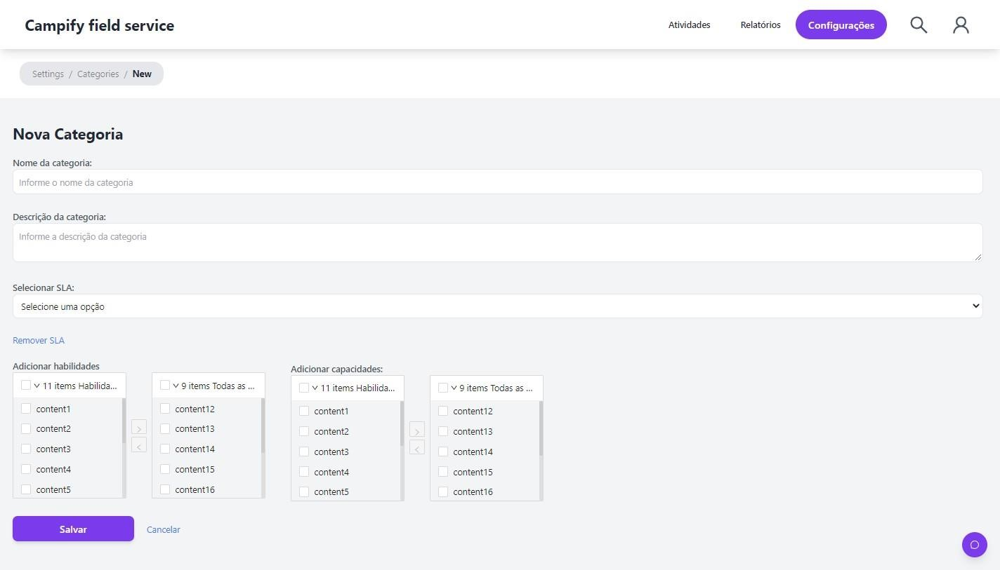 Campify field service
Atividades
Relatórios
Configurações
Settings / Categories / New
Nova Categoria
Nome da categoria:
Informe o nome da categoria
Descrição da categoria:
Informe a descrição da categoria
Selecionar SLA:
Selecione uma opção
Remover SLA
Adicionar habilidades
11 items Habilida...
content1
content2
content3
content4
content5
>
<
9 items Todas as ...
content12
content13
content14
content15
content16
Adicionar capacidades:
11 items Habilida...
content1
content2
content3
content4
content5
>
<
9 items Todas as ...
content12
content13
content14
content15
content16
Salvar
Cancelar